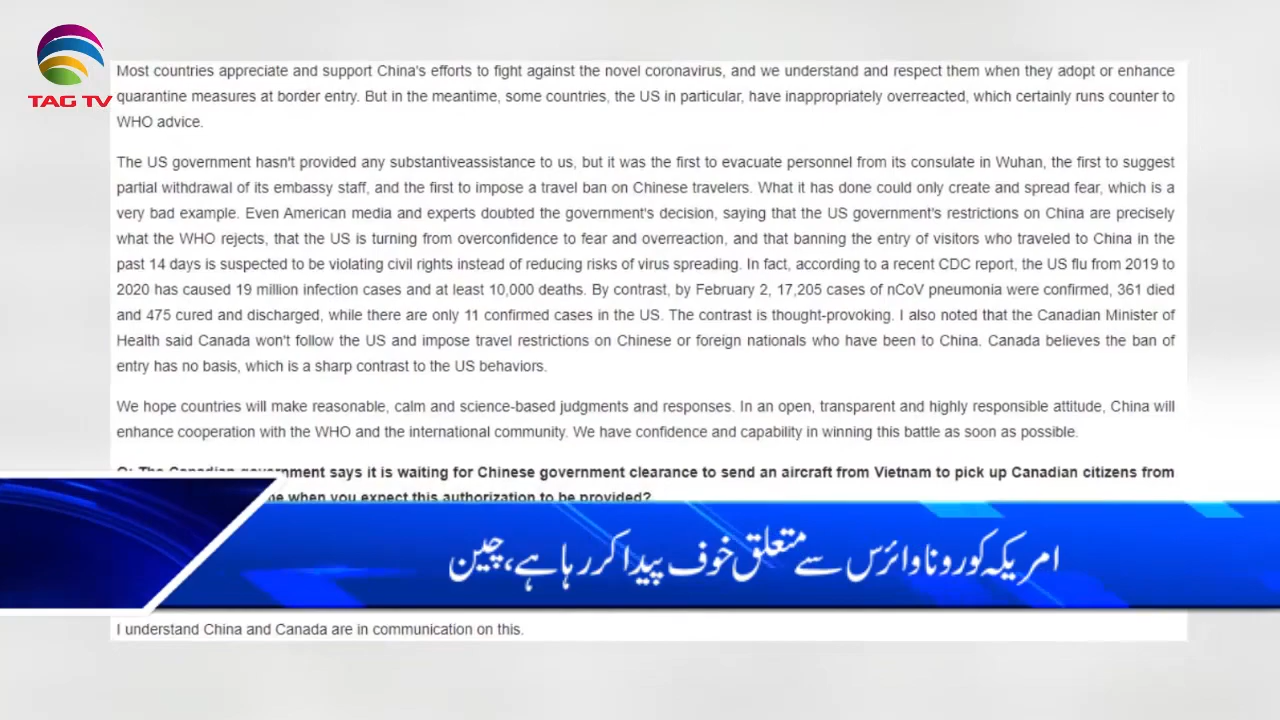 TAG TV
Most countries appreciate and support China's efforts to fight against the novel coronavirus, and we understand and respect them when they adopt or enhance
quarantine measures at border entry. But in the meantime, some countries, the US in particular, have inappropriately overreacted, which certainly runs counter to
WHO advice.
The US government hasn't provided any substantiveassistance to us, but it was the first to evacuate personnel from its consulate in Wuhan, the first to suggest
partial withdrawal of its embassy staff, and the first to impose a travel ban on Chinese travelers. What it has done could only create and spread fear, which is a
very bad example. Even American media and experts doubted the government's decision, saying that the US government's restrictions on China are precisely
what the WHO rejects, that the US is turning from overconfidence to fear and overreaction, and that banning the entry of visitors who traveled to China in the
past 14 days is suspected to be violating civil rights instead of reducing risks of virus spreading. In fact, according to a recent CDC report, the US flu from 2019 to
2020 has caused 19 million infection cases and at least 10,000 deaths. By contrast, by February 2, 17,205 cases of nCoV pneumonia were confirmed, 361 died
and 475 cured and discharged, while there are only 11 confirmed cases in the US. The contrast is thought-provoking. I also noted that the Canadian Minister of
Health said Canada won't follow the US and impose travel restrictions on Chinese or foreign nationals who have been to China. Canada believes the ban of
entry has no basis, which is a sharp contrast to the US behaviors.
We hope countries will make reasonable, calm and science-based judgments and responses. In an open, transparent and highly responsible attitude, China will
enhance cooperation with the WHO and the international community. We have confidence and capability in winning this battle as soon as possible.
Q: The Canadian government says it is waiting for Chinese government clearance to send an aircraft from Vietnam to pick up Canadian citizens from
when you expect this authorization to be provided?
امریکہ کورونا وائرس سے متعلق خوف پیدا کر رہا ہے، چین
I understand China and Canada are in communication on this.